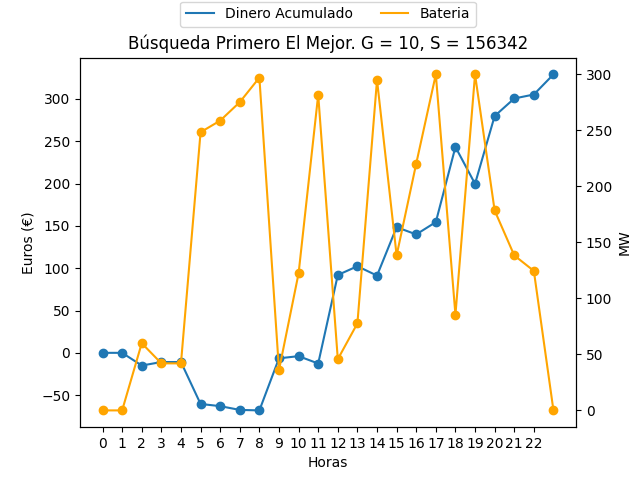 Dinero Acumulado Bateria
Búsqueda Primero El Mejor. G = 10, S = 156342
300
250
200
150
100
50
0
−50
Euros (€)
300
250
200
150
100
50
0
MW
0 1 2 3 4 5 6 7 8 9 10 11 12 13 14 15 16 17 18 19 20 21 22
Horas